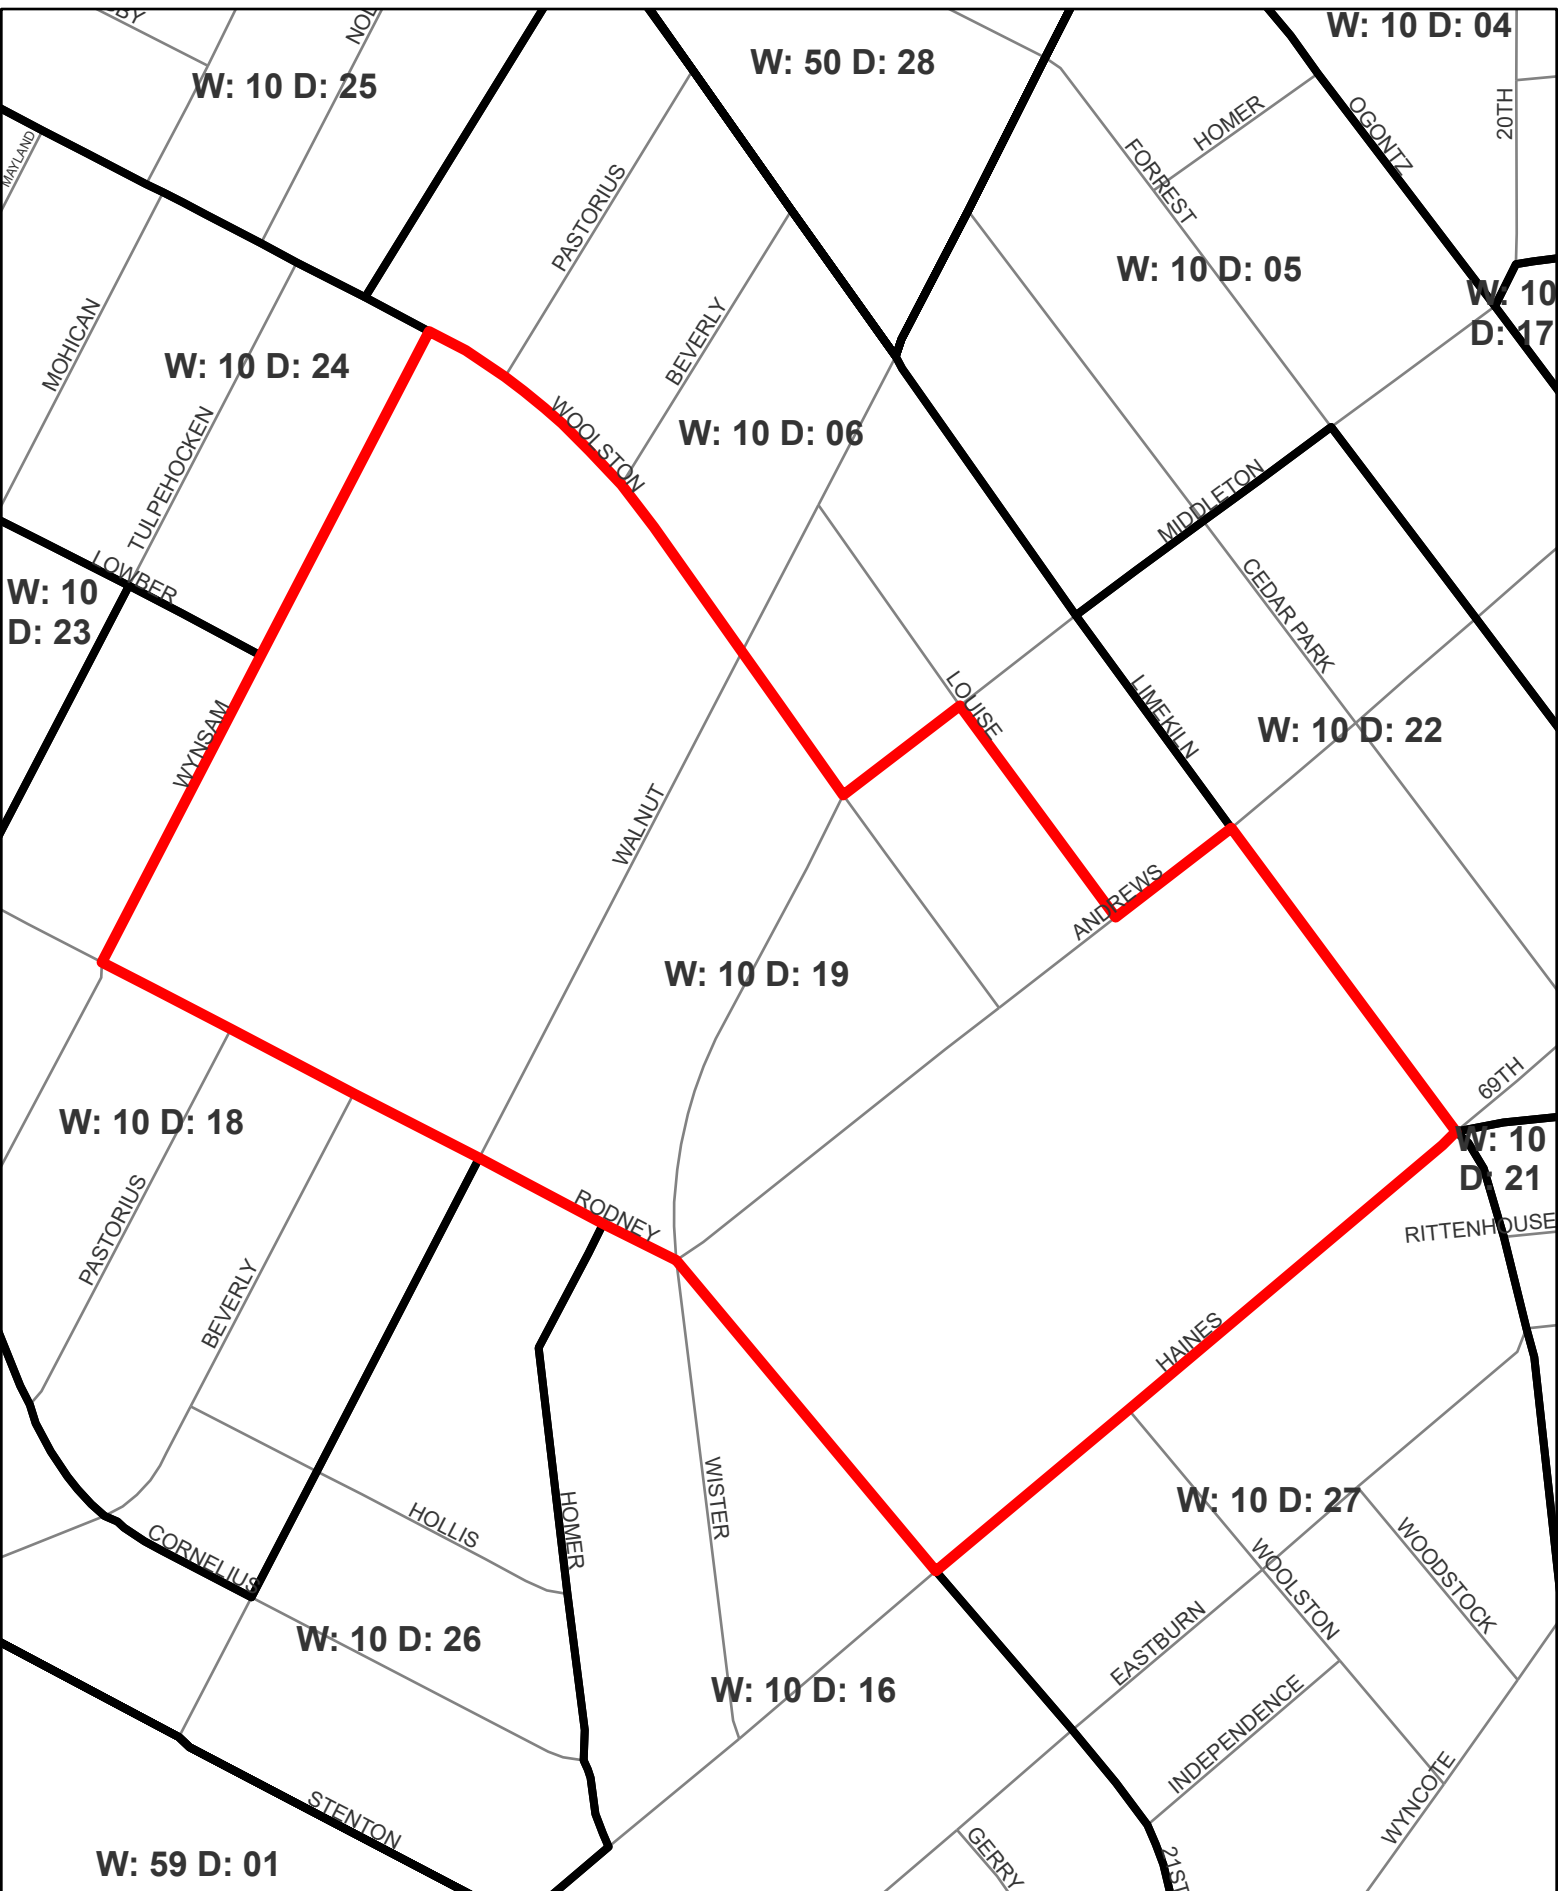 W: 10 D: 04
W: 50 D: 28
W: 10 D: 25
20TH
HOMER
OGONTZ
MAYLAND
FORREST
PASTORIUS
W: 10 D: 05
W: 10
D: 17
MOHICAN
BEVERLY
W: 10 D: 24
WOOLSTON
W: 10 D: 06
TULPEHOCKEN
MIDDLETON
LOWBER
W: 10
D: 23
CEDAR PARK
LOUISE
LIMEKILN
WYNSAM
W: 10 D: 22
WALNUT
ANDREWS
W: 10 D: 19
69TH
W: 10 D: 18
W: 10
D: 21
RITTENHOUSE
PASTORIUS
RODNEY
BEVERLY
HAINES
WISTER
HOMER
HOLLIS
W: 10 D: 27
CORNELIUS
WOOLSTON
WOODSTOCK
W: 10 D: 26
EASTBURN
W: 10 D: 16
INDEPENDENCE
WYNCOTE
STENTON
W: 59 D: 01
GERRY
21ST